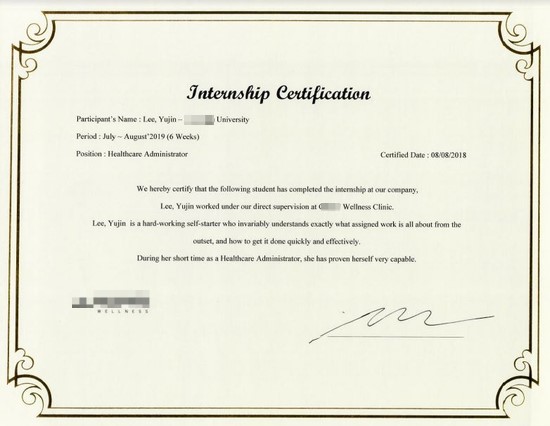 Internship Certification
Participant's Name : Lee, Yujin – University
Period : July ~ August'2019 (6 Weeks)
Position : Healthcare Administrator
Certified Date : 08/08/2018
We hereby certify that the following student has completed the internship at our company,
Lee, Yujin worked under our direct supervision at Wellness Clinic.
Lee, Yujin is a hard-working self-starter who invariably understands exactly what assigned work is all about from the
outset, and how to get it done quickly and effectively.
During her short time as a Healthcare Administrator, she has proven herself very capable.
WELLNESS